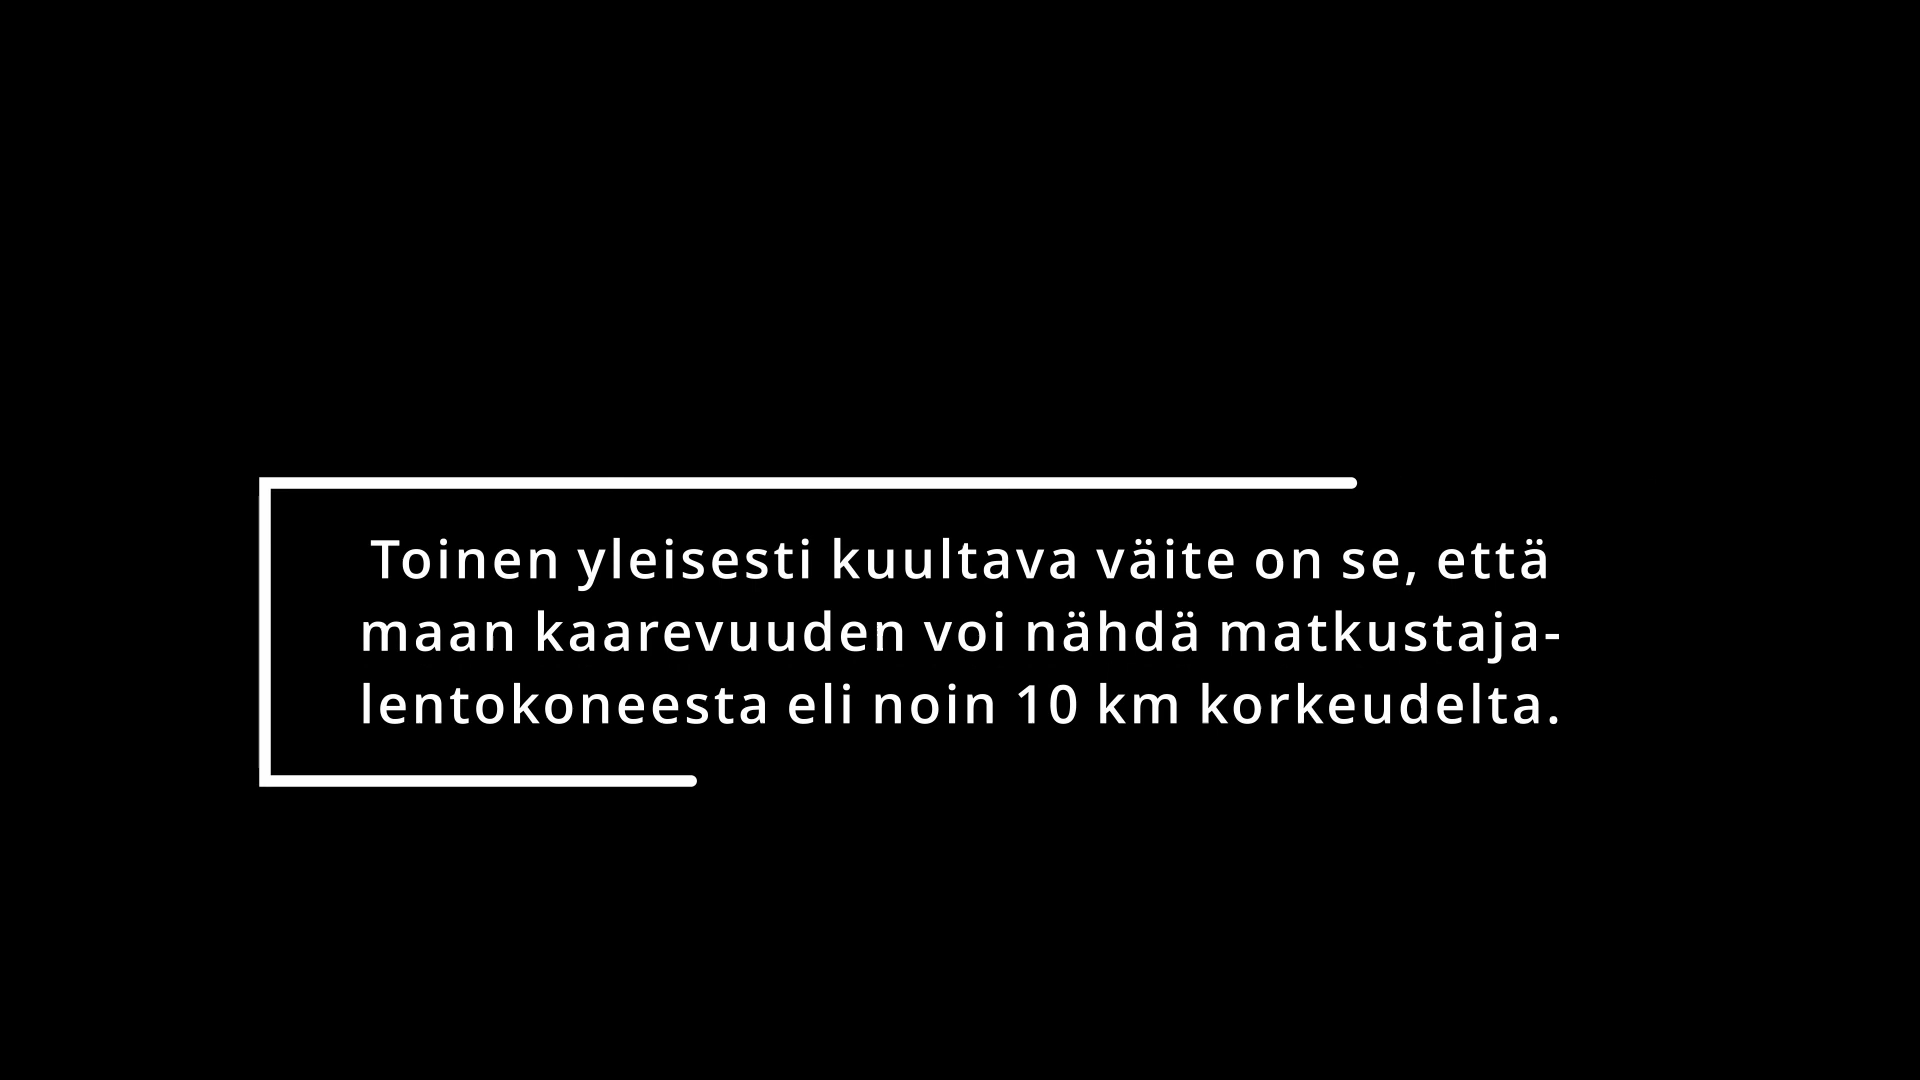 Toinen yleisesti kuultava väite on se, että
maan kaarevuuden voi nähdä matkustaja-
lentokoneesta eli noin 10 km korkeudelta.